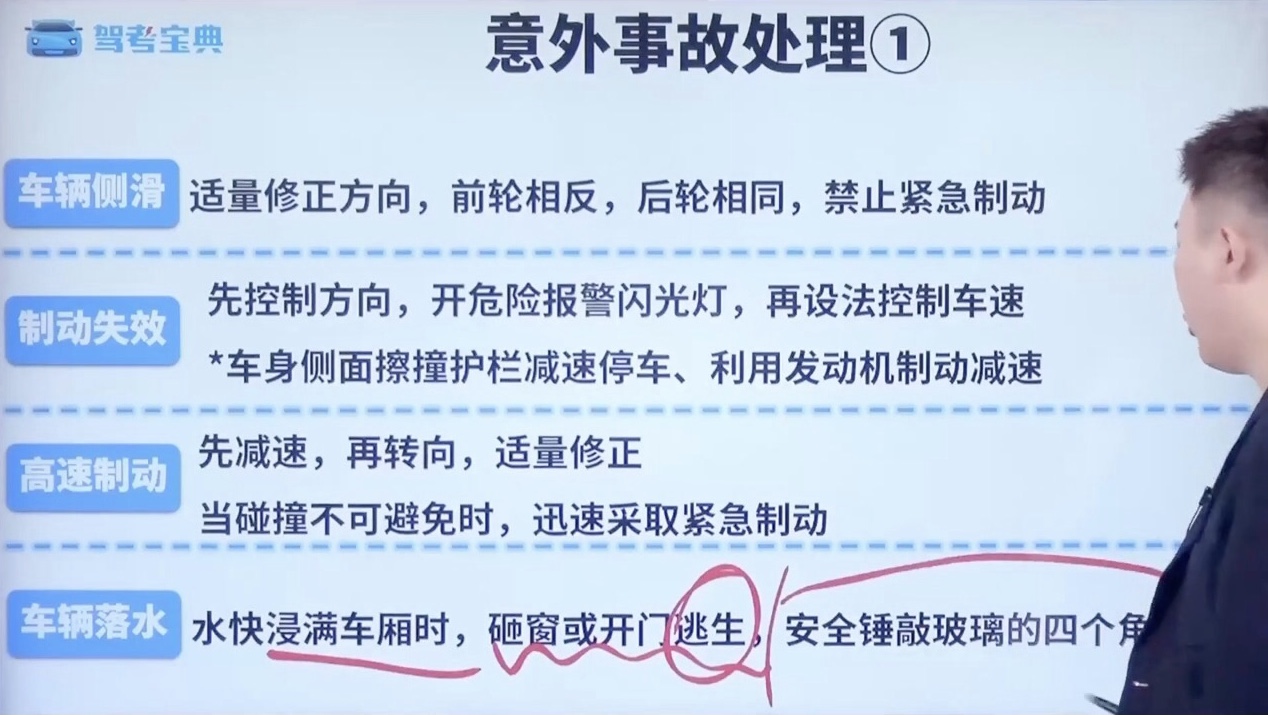 驾考宝典
意外事故处理①
车辆侧滑
适量修正方向，前轮相反，后轮相同，禁止紧急制动
制动失效
先控制方向，开危险报警闪光灯，再设法控制车速
*车身侧面擦撞护栏减速停车、利用发动机制动减速
高速制动
先减速，再转向，适量修正
当碰撞不可避免时，迅速采取紧急制动
车辆落水
水快浸满车厢时，砸窗或开门逃生，安全锤敲玻璃的四个角